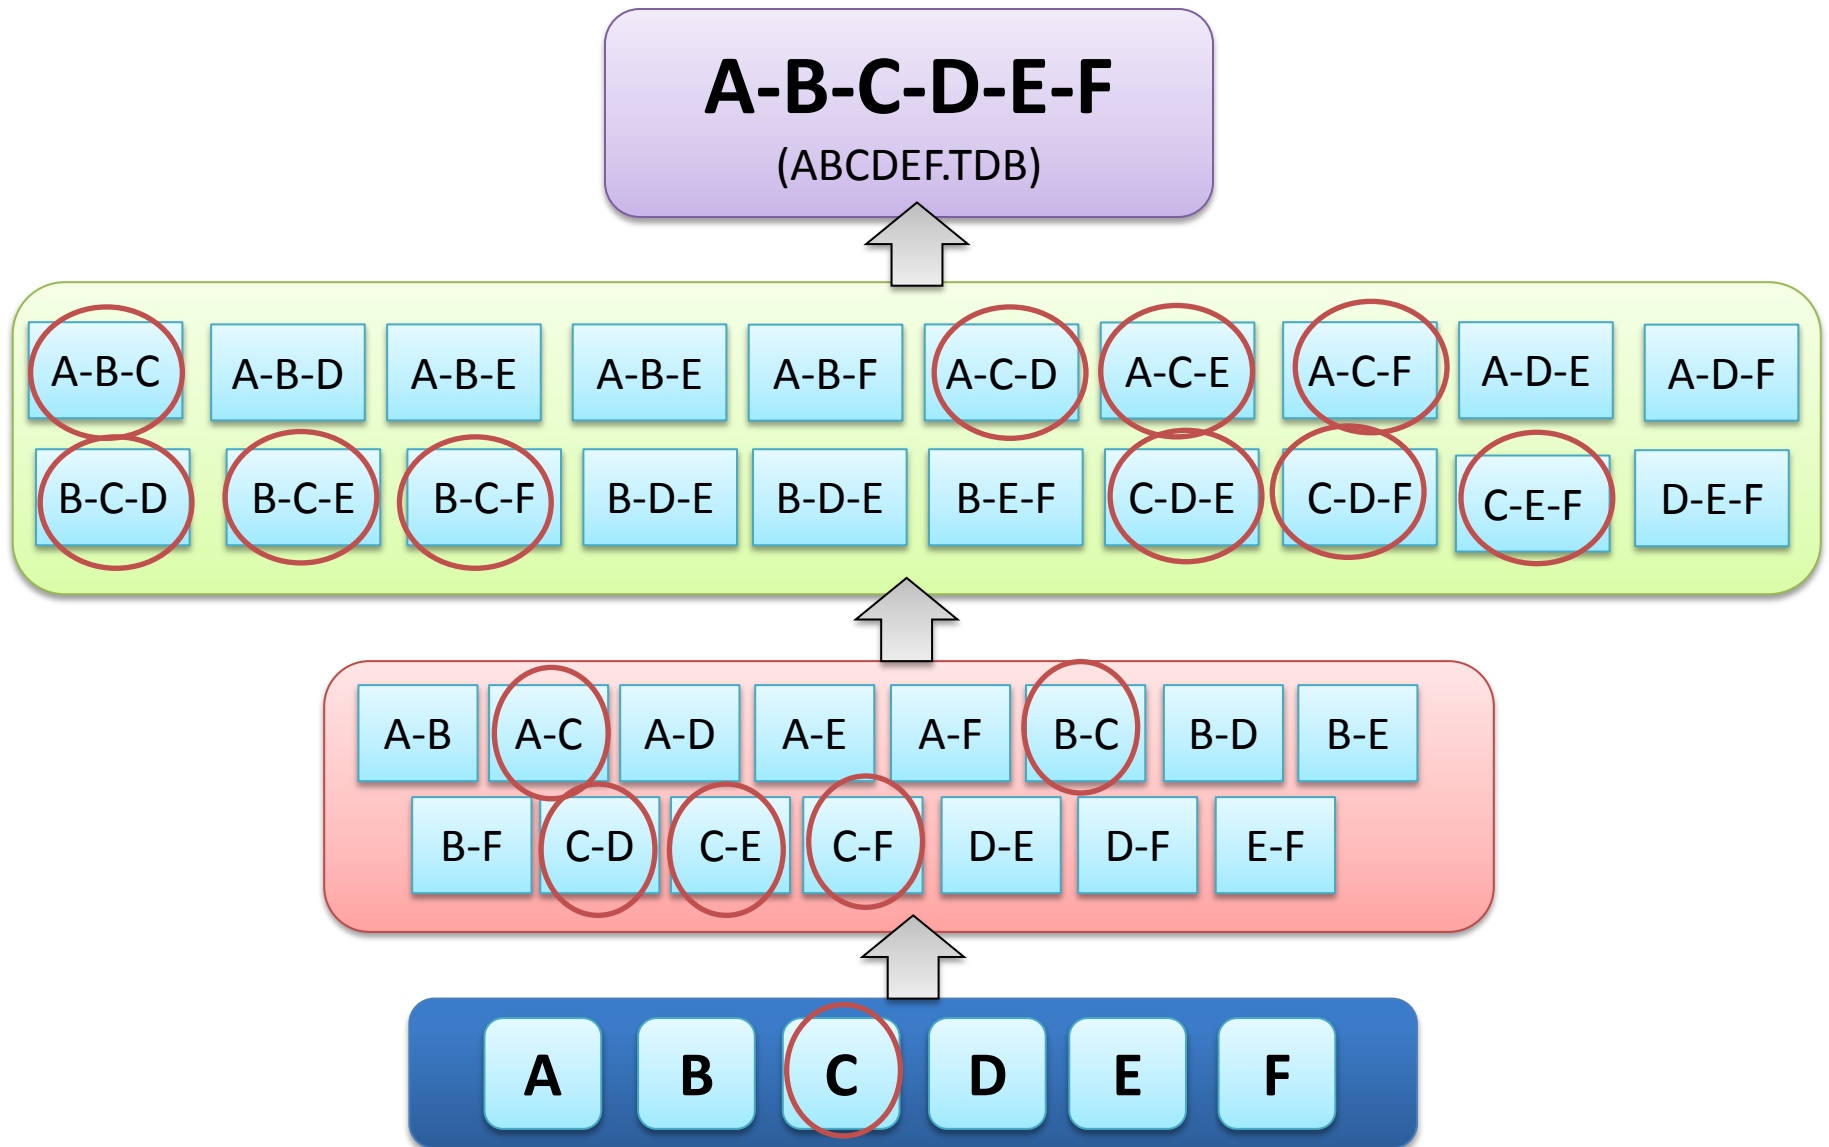 A-B-C-D-E-F
(ABCDEF.TDB)
A-B-C A-B-D A-B-E A-B-E A-B-F A-C-D A-C-E A-C-F A-D-E A-D-F
B-C-D B-C-E B-C-F B-D-E B-D-E B-E-F C-D-E C-D-F C-E-F D-E-F
A-B A-C A-D A-E A-F B-C B-D B-E
B-F C-D C-E C-F D-E D-F E-F
A B C D E F